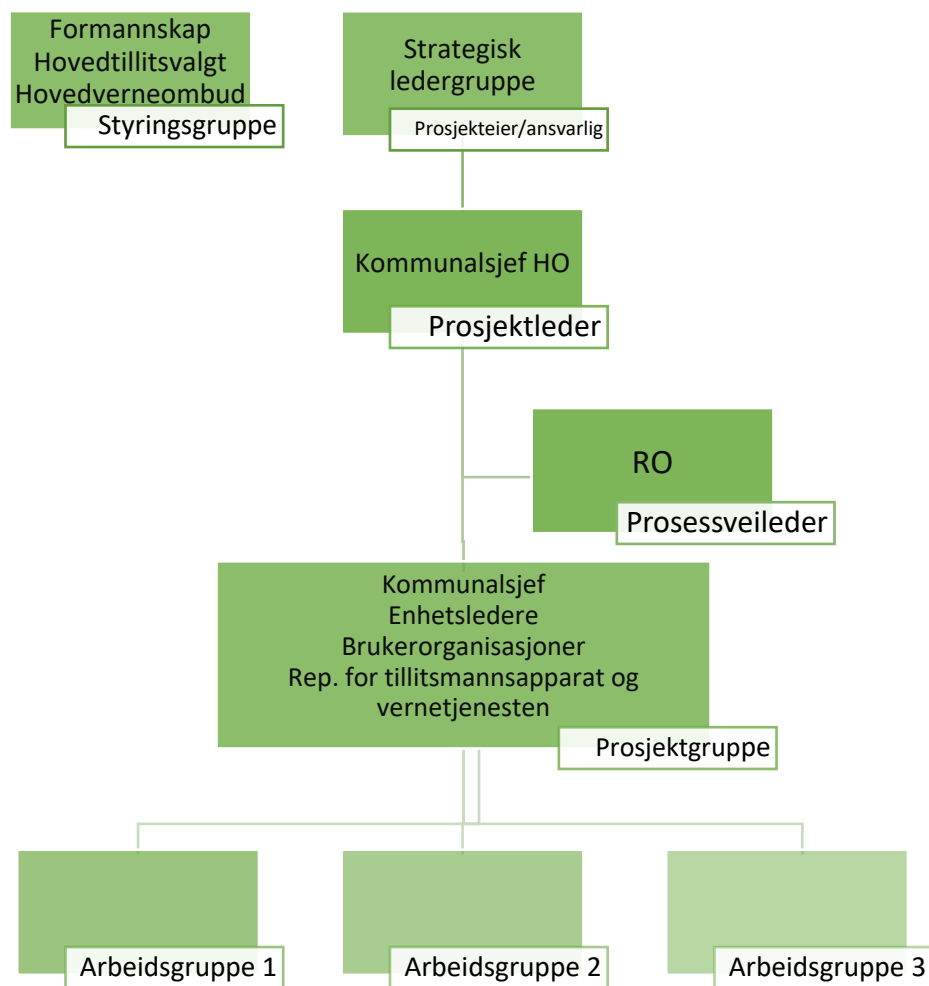 Formannskap
Hovedtillitsvalgt
Hovedverneombud
Styringsgruppe
Strategisk
ledergruppe
Prosjekteier/ansvarlig
Kommunalsjef HO
Prosjektleder
RO
Prosessveileder
Kommunalsjef
Enhetsledere
Brukerorganisasjoner
Rep. for tillitsmannsapparat og
vernetjenesten
Prosjektgruppe
Arbeidsgruppe 1
Arbeidsgruppe 2
Arbeidsgruppe 3